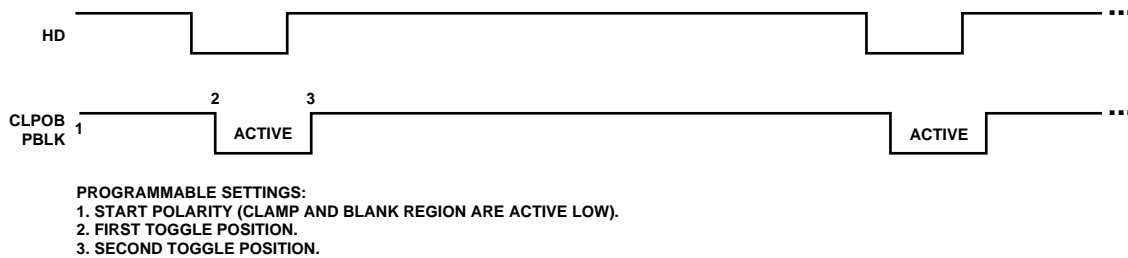 HD
2 3
CLPOB
PBLK 1
ACTIVE ACTIVE
PROGRAMMABLE SETTINGS:
1. START POLARITY (CLAMP AND BLANK REGION ARE ACTIVE LOW).
2. FIRST TOGGLE POSITION.
3. SECOND TOGGLE POSITION.